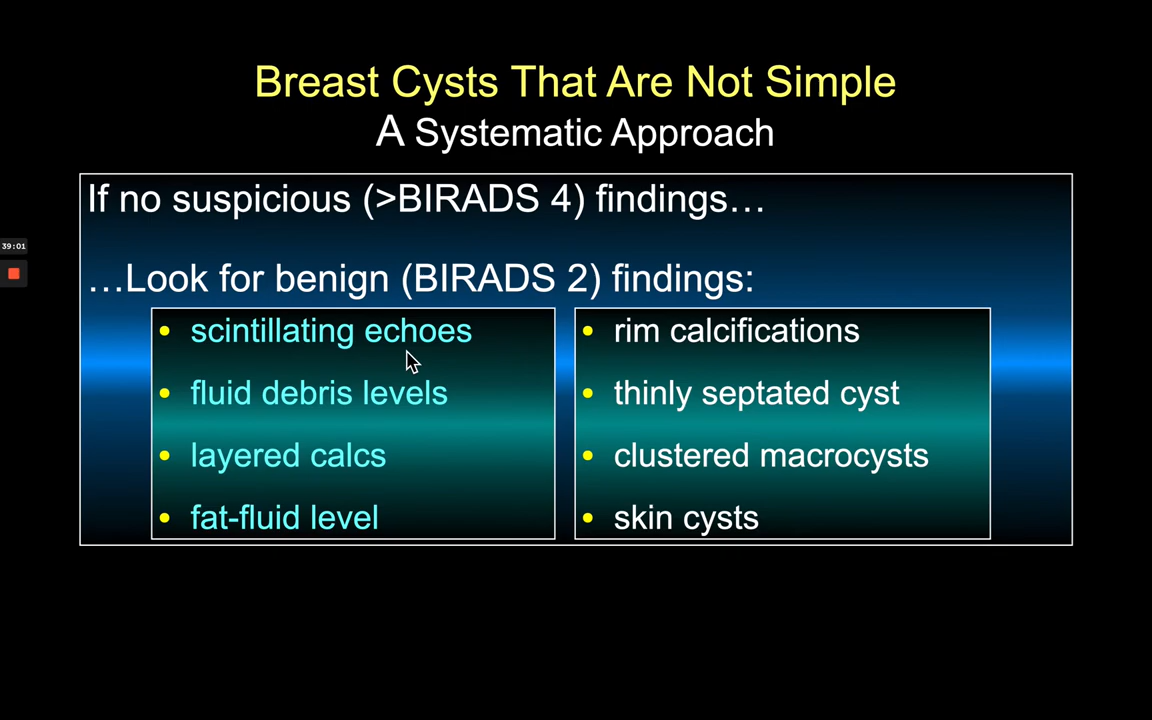 Breast Cysts That Are Not Simple
A Systematic Approach
If no suspicious (>BIRADS 4) findings…
39:01
…Look for benign (BIRADS 2) findings:
• scintillating echoes
• fluid debris levels
• layered calcs
• fat-fluid level
• rim calcifications
• thinly septated cyst
• clustered macrocysts
• skin cysts